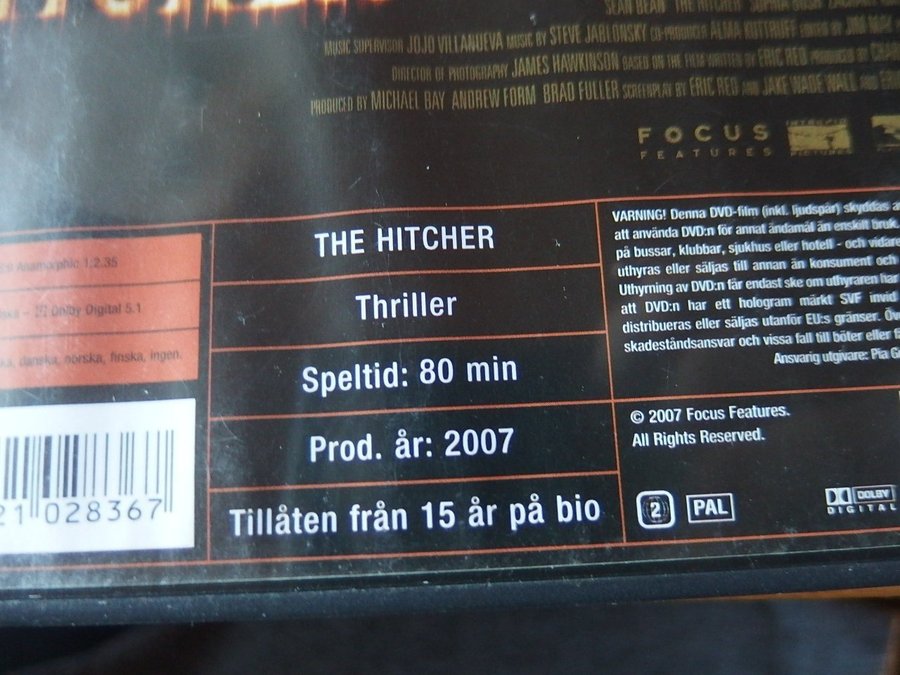 SEAN BEAN "THE HITCHER" SOPHIA BUSH
MUSIC SUPERVISOR JOJO VILLANUEVA MUSIC BY STEVE JABLONSKY CO-PRODUCER ALMA KUTTRUFF
DIRECTOR OF PHOTOGRAPHY JAMES HAWKINSON BASED ON THE FILM WRITTEN BY ERIC RED PRODUCED BY
PRODUCED BY MICHAEL BAY ANDREW FORM BRAD FULLER SCREENPLAY BY ERIC RED AND JAKE WADE WALL AND
FOCUS
FEATURES
Anamorphic 1:2.35
Dolby Digital 5.1
danska, norska, finska, ingen.
21 028367
THE HITCHER
Thriller
Speltid: 80 min
Prod. år: 2007
Tillåten från 15 år på bio
VARNING! Denna DVD-film (inkl. ljudspår) skyddas
att använda DVD:n för annat ändamål än enskilt bruk.
på bussar, klubbar, sjukhus eller hotell - och vidare
uthyras eller säljas till annan än konsument och
Uthyrning av DVD:n får endast ske om uthyraren har
att DVD:n har ett hologram märkt SVF invid
distribueras eller säljas utanför EU:s gränser.
skadeståndsansvar och vissa fall till böter eller
Ansvarig utgivare: Pia
© 2007 Focus Features.
All Rights Reserved.
2 PAL
DOLBY
DIGITAL